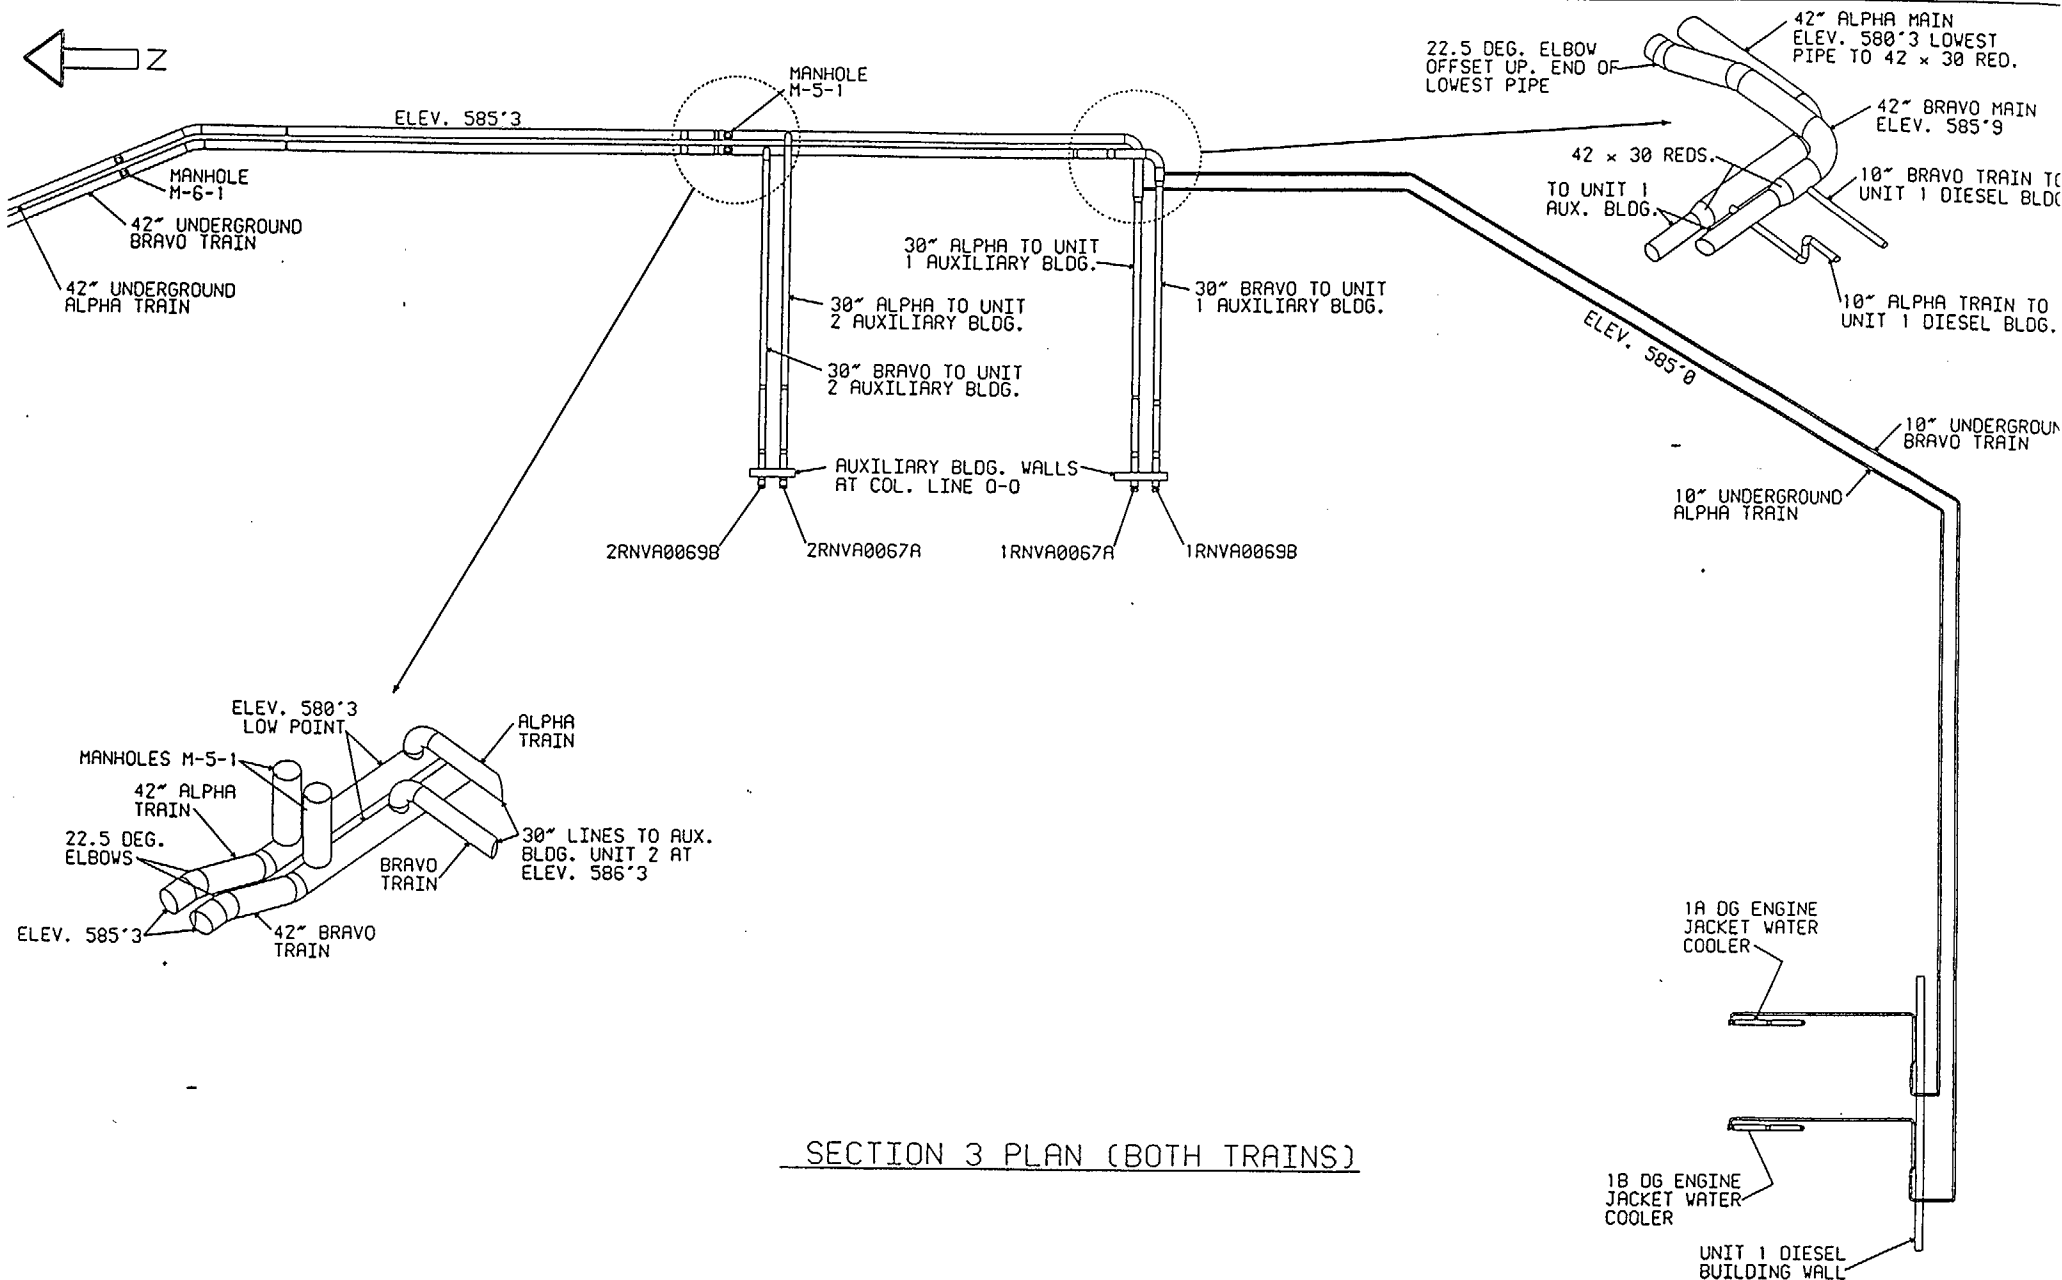 N
ELEV. 585'3
MANHOLE
M-5-1
MANHOLE
M-6-1
42" UNDERGROUND
BRAVO TRAIN
42" UNDERGROUND
ALPHA TRAIN
22.5 DEG. ELBOW
OFFSET UP. END OF
LOWEST PIPE
42" ALPHA MAIN
ELEV. 580'3 LOWEST
PIPE TO 42 x 30 RED.
42" BRAVO MAIN
ELEV. 585'9
42 x 30 REDS.
TO UNIT 1
AUX. BLDG.
10" BRAVO TRAIN
UNIT 1 DIESEL
10" ALPHA TRAIN TO
UNIT 1 DIESEL BLDG.
30" ALPHA TO UNIT
1 AUXILIARY BLDG.
30" BRAVO TO UNIT
1 AUXILIARY BLDG.
30" ALPHA TO UNIT
2 AUXILIARY BLDG.
30" BRAVO TO UNIT
2 AUXILIARY BLDG.
ELEV. 585'0
10"
BRAVO TRAIN
10" UNDERGROUND
ALPHA TRAIN
AUXILIARY BLDG. WALLS
AT COL. LINE Q-Q
2RNVA0069B
2RNVA0067A
1RNVA0067A
1RNVA0069B
ELEV. 580'3
LOW POINT
ALPHA
TRAIN
MANHOLES M-5-1
42" ALPHA
TRAIN
22.5 DEG.
ELBOWS
30" LINES TO AUX.
BLDG. UNIT 2 AT
ELEV. 586'3
BRAVO
TRAIN
ELEV. 585'3
42" BRAVO
TRAIN
1A DG ENGINE
JACKET WATER
COOLER
1B DG ENGINE
JACKET WATER
COOLER
UNIT 1 DIESEL
BUILDING WALL
SECTION 3 PLAN (BOTH TRAINS)